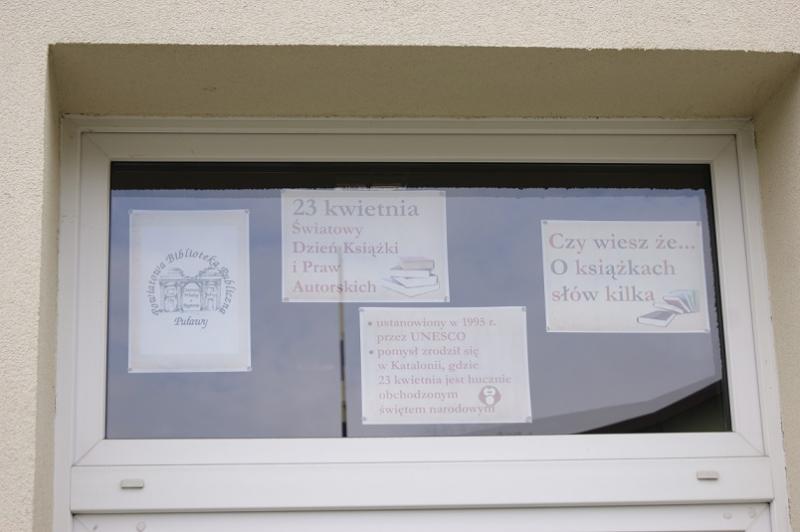 Powiatowa Biblioteka Publiczna
Puławy
23 kwietnia
Światowy
Dzień Książki
i Praw
Autorskich
• ustanowiony w 1995 r.
przez UNESCO
• pomysł zrodził się
w Katalonii, gdzie
23 kwietnia jest hucznie
obchodzonym
świętem narodowym
Czy wiesz że...
O książkach
słów kilka